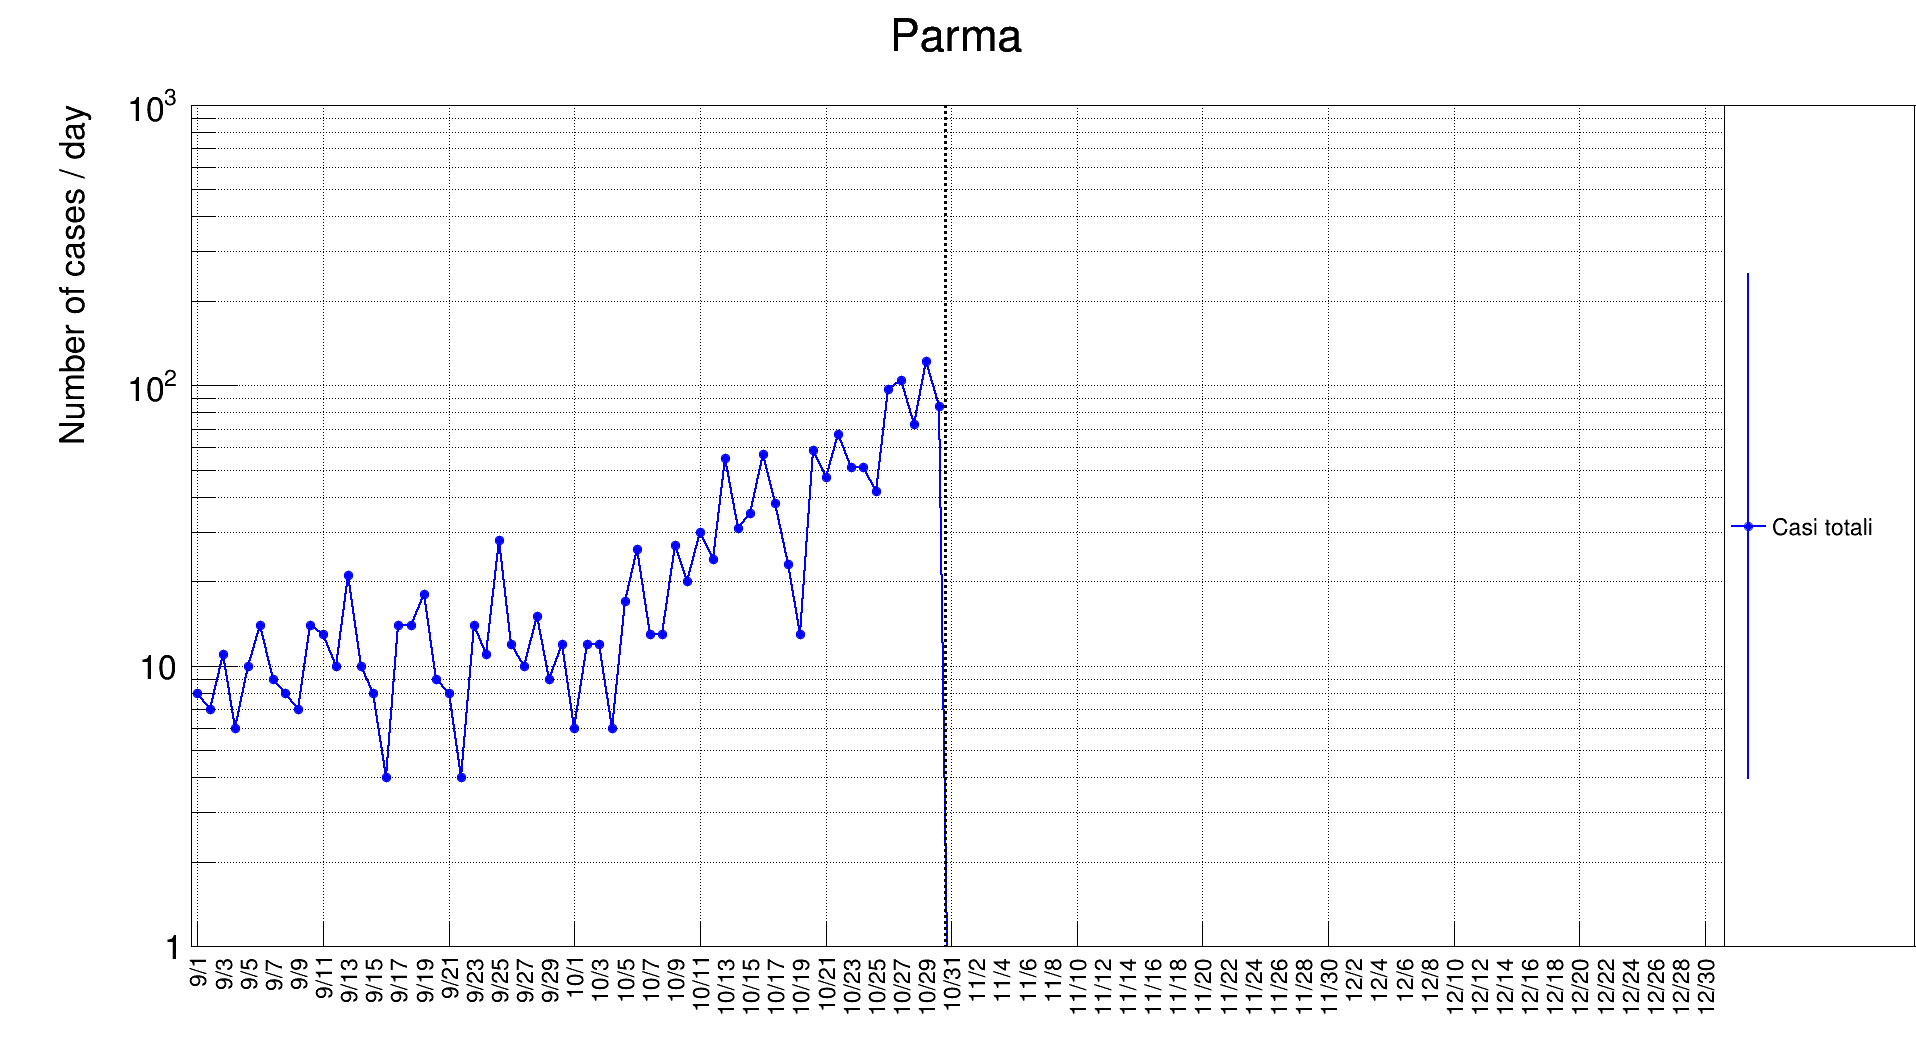 Parma
Number of cases / day
10³
10²
10
1
Casi totali
9/1 9/3 9/5 9/7 9/9 9/11 9/13 9/15 9/17 9/19 9/21 9/23 9/25 9/27 9/29 10/1 10/3 10/5 10/7 10/9 10/11 10/13 10/15 10/17 10/19 10/21 10/23 10/25 10/27 10/29 10/31 11/2 11/4 11/6 11/8 11/10 11/12 11/14 11/16 11/18 11/20 11/22 11/24 11/26 11/28 11/30 12/2 12/4 12/6 12/8 12/10 12/12 12/14 12/16 12/18 12/20 12/22 12/24 12/26 12/28 12/30